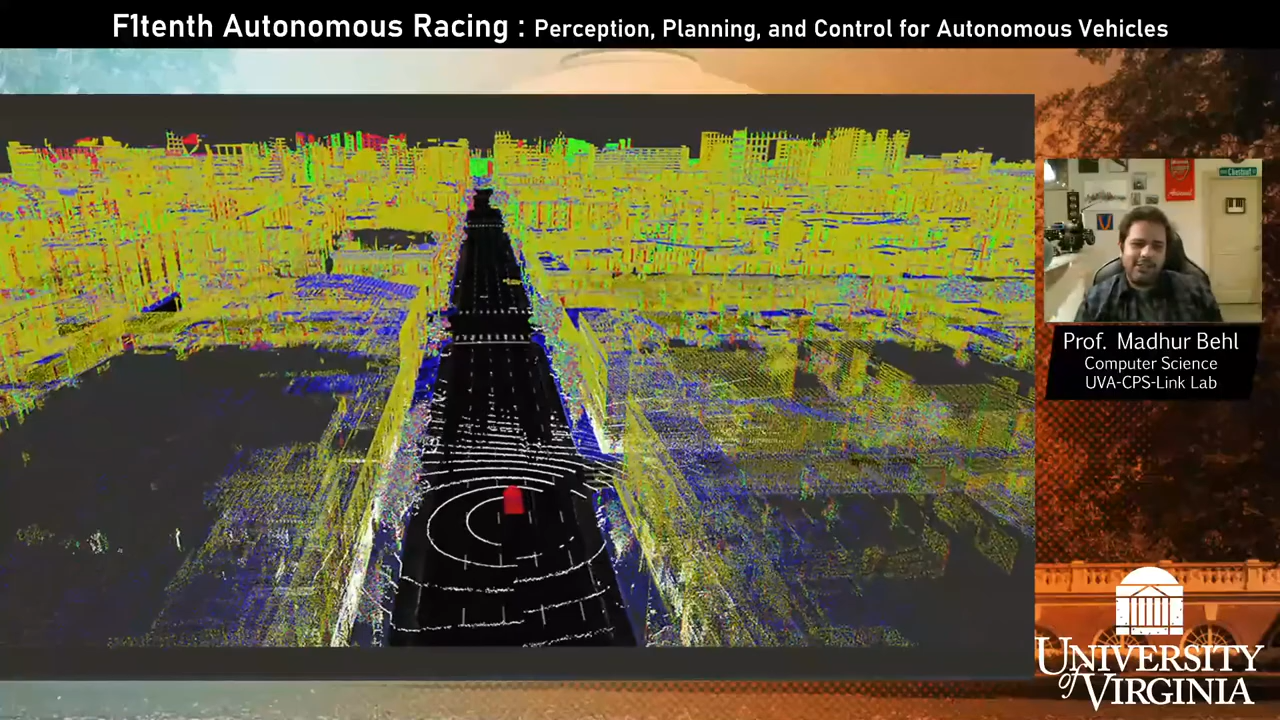 F1tenth Autonomous Racing : Perception, Planning, and Control for Autonomous Vehicles
Chestnut
Prof. Madhur Behl
Computer Science
UVA-CPS-Link Lab
UNIVERSITY
of VIRGINIA